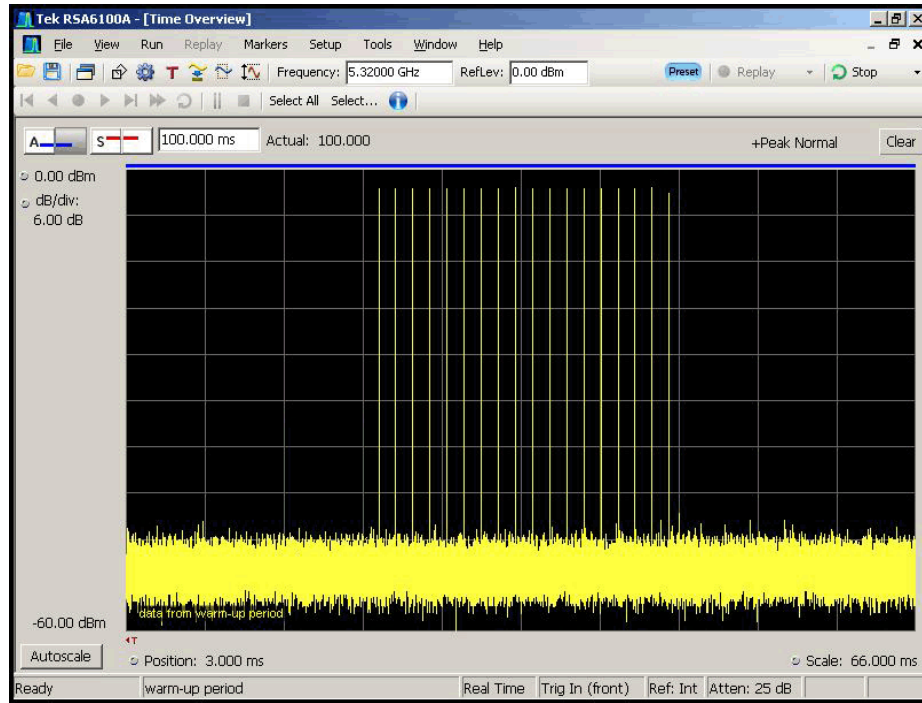 Tek RSA6100A - [Time Overview]
File View Run Replay Markers Setup Tools Window Help
T Frequency: 5.32000 GHz RefLev: 0.00 dBm Preset Replay Stop
Select All Select...
A S 100.000 ms Actual: 100.000 +Peak Normal Clear
0.00 dBm
dB/div:
6.00 dB
data from warm-up period
-60.00 dBm
T
Autoscale Position: 3.000 ms Scale: 66.000 ms
Ready warm-up period Real Time Trig In (front) Ref: Int Atten: 25 dB